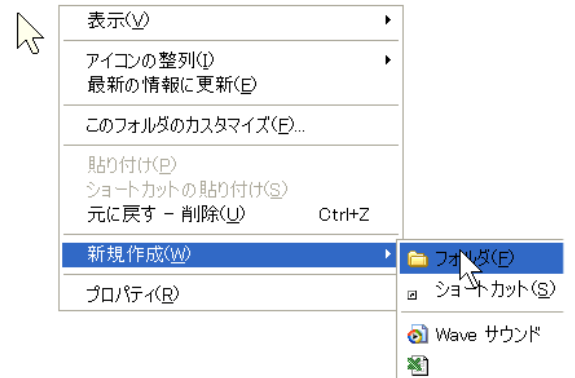 表示(V)
アイコンの整列(I)
最新の情報に更新(E)
このフォルダのカスタマイズ(F)...
貼り付け(P)
ショートカットの貼り付け(S)
元に戻す - 削除(U) Ctrl+Z
新規作成(W)
プロパティ(R)
フォルダ(F)
ショートカット(S)
Wave サウンド